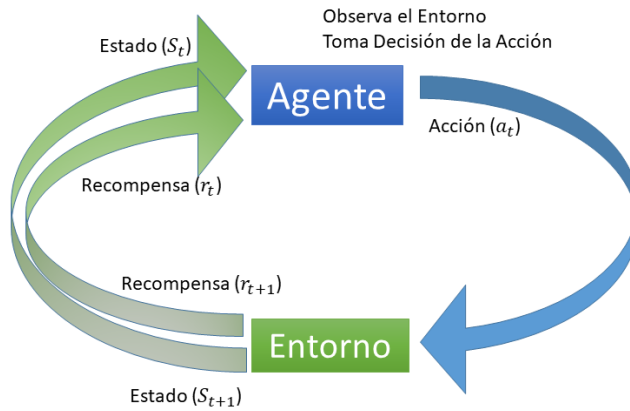 Observa el Entorno
Toma Decisión de la Acción
Estado (S_t)
Agente
Acción (a_t)
Recompensa (r_t)
Recompensa (r_{t+1})
Entorno
Estado (S_{t+1})